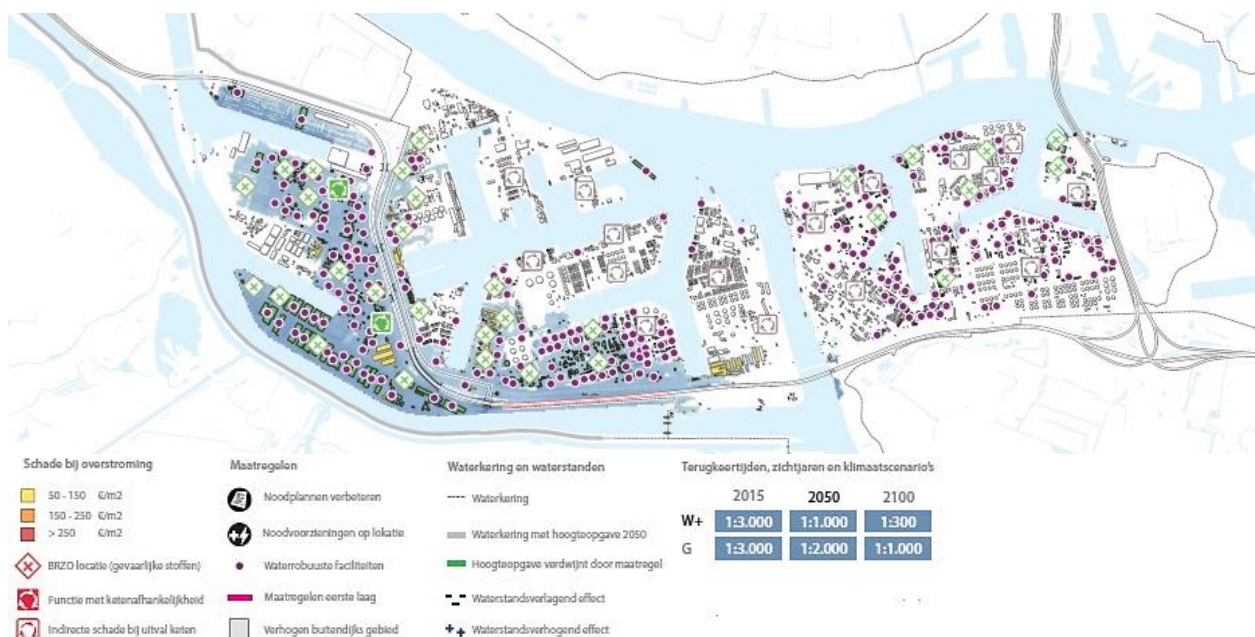 Schade bij overstroming
50 - 150 €/m2
150 - 250 €/m2
> 250 €/m2
BRZO locatie (gevaarlijke stoffen)
Functie met ketenafhankelijkheid
Indirecte schade bij uitval keten
Maatregelen
Noodplannen verbeteren
Noodvoorzieningen op lokatie
Waterrobuuste faciliteiten
Maatregelen eerste laag
Verhogen buitendijks gebied
Waterkering en waterstanden
Waterkering
Waterkering met hoogteopgave 2050
Hoogteopgave verdwijnt door maatregel
Waterstandsverlagend effect
Waterstandsverhogend effect
Terugkeertijden, zichtjaren en klimaatscenario's
2015 2050 2100
W+ 1:3.000 1:1.000 1:300
G 1:3.000 1:2.000 1:1.000